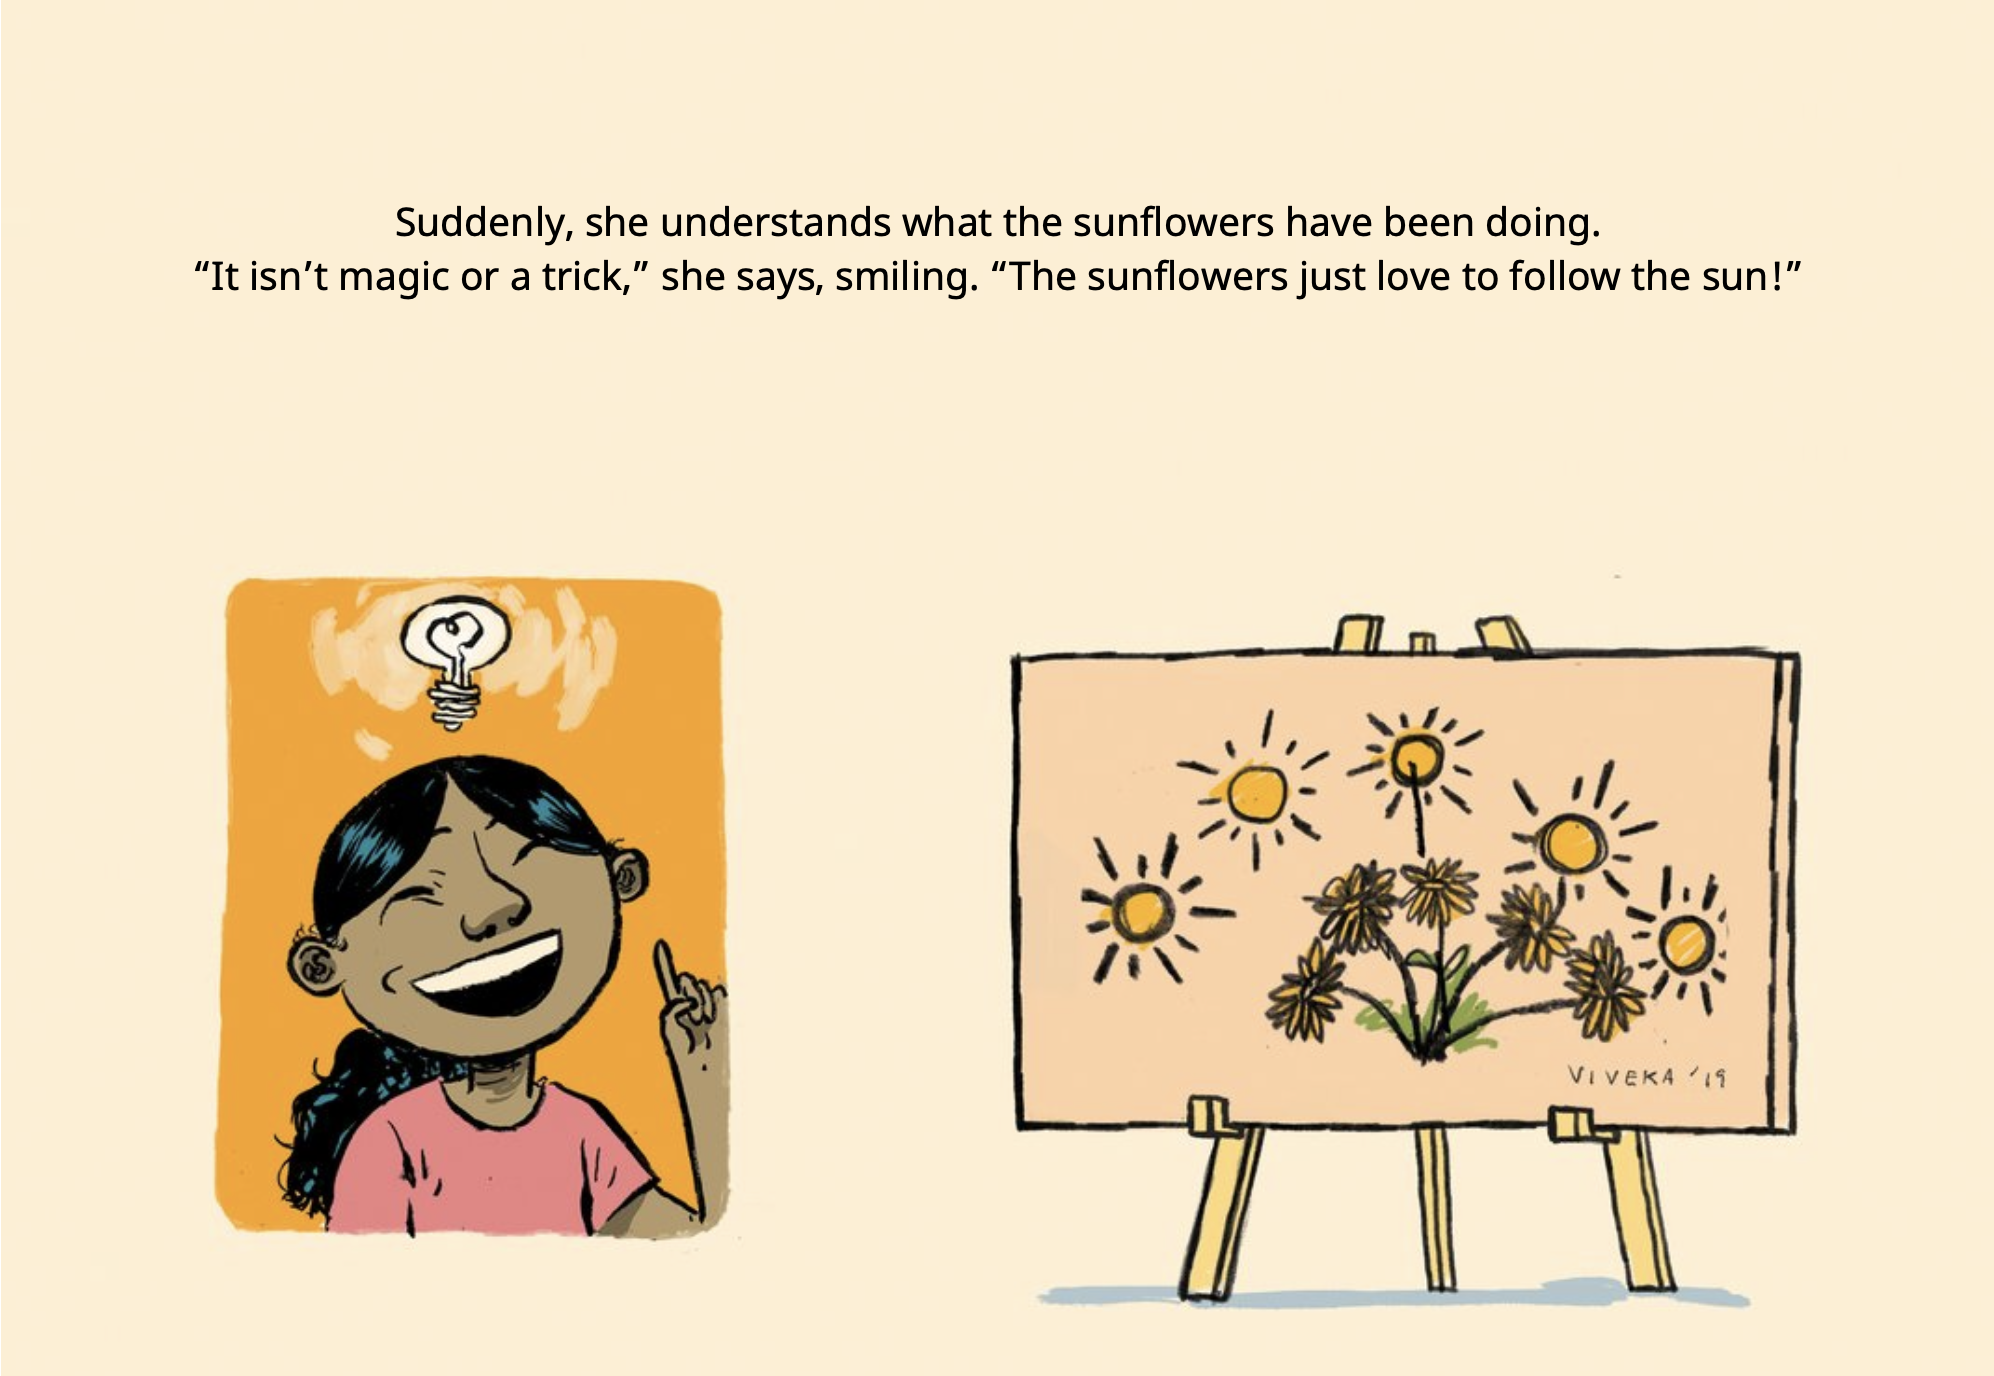 Suddenly, she understands what the sunflowers have been doing.
“It isn’t magic or a trick,” she says, smiling. “The sunflowers just love to follow the sun!”
VIVEKA ’19